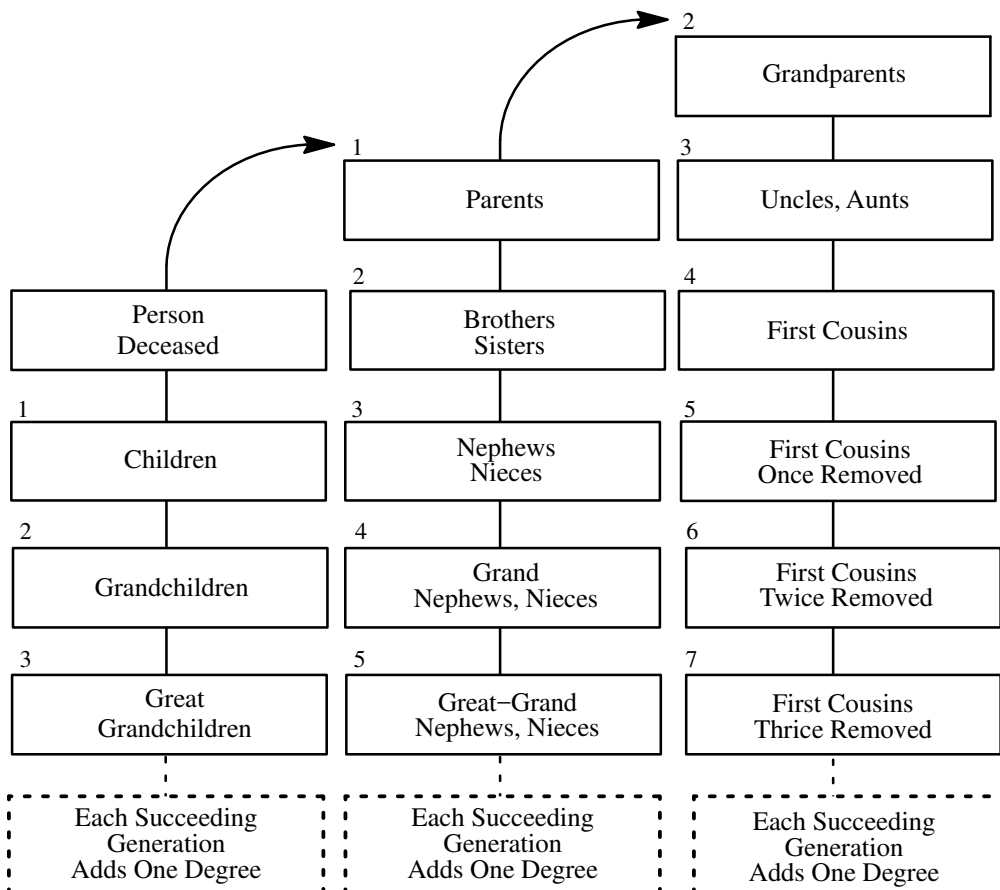 2
Grandparents
1
Parents
3
Uncles, Aunts
Person
Deceased
2
Brothers
Sisters
4
First Cousins
1
Children
3
Nephews
Nieces
5
First Cousins
Once Removed
2
Grandchildren
4
Grand
Nephews, Nieces
6
First Cousins
Twice Removed
3
Great
Grandchildren
5
Great-Grand
Nephews, Nieces
7
First Cousins
Thrice Removed
Each Succeeding
Generation
Adds One Degree
Each Succeeding
Generation
Adds One Degree
Each Succeeding
Generation
Adds One Degree